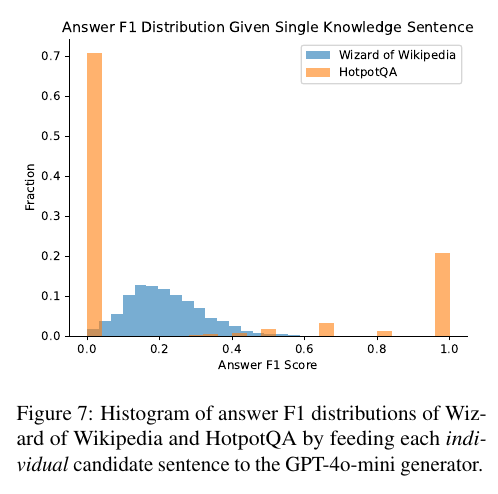 Answer F1 Distribution Given Single Knowledge Sentence
Wizard of Wikipedia
HotpotQA
0.7
0.6
0.5
0.4
0.3
0.2
0.1
0.0
Fraction
0.0 0.2 0.4 0.6 0.8 1.0
Answer F1 Score
Figure 7: Histogram of answer F1 distributions of Wiz-
ard of Wikipedia and HotpotQA by feeding each indi-
vidual candidate sentence to the GPT-4o-mini generator.